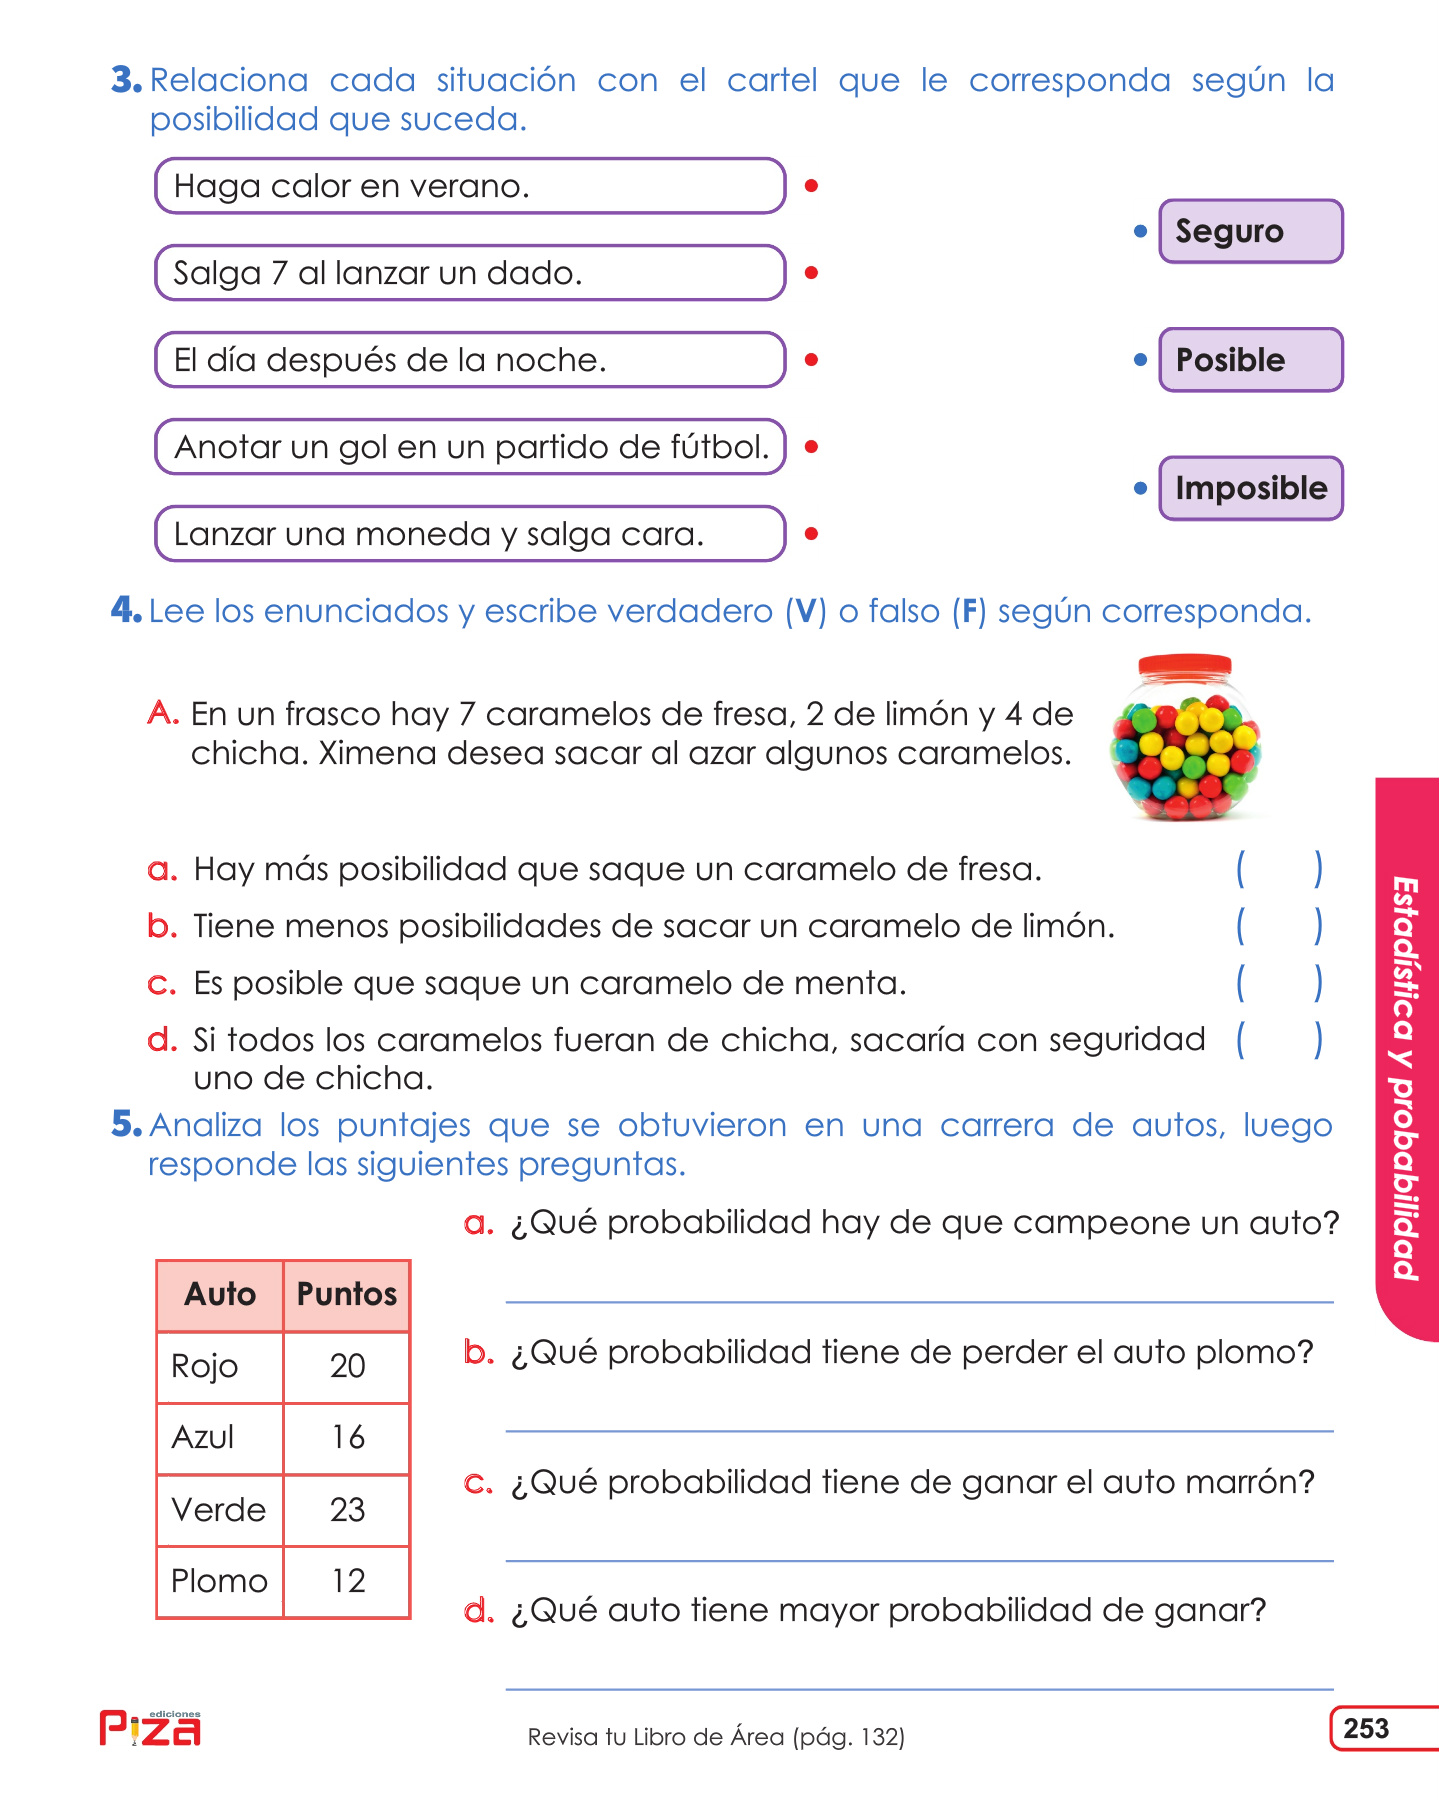 3. Relaciona cada situación con el cartel que le corresponda según la
posibilidad que suceda.
Haga calor en verano.
Seguro
Salga 7 al lanzar un dado.
El día después de la noche.
Posible
Anotar un gol en un partido de fútbol.
Imposible
Lanzar una moneda y salga cara.
4. Lee los enunciados y escribe verdadero (V) o falso (F) según corresponda.
A. En un frasco hay 7 caramelos de fresa, 2 de limón y 4 de
chicha. Ximena desea sacar al azar algunos caramelos.
a. Hay más posibilidad que saque un caramelo de fresa. ( )
b. Tiene menos posibilidades de sacar un caramelo de limón. ( )
c. Es posible que saque un caramelo de menta. ( )
d. Si todos los caramelos fueran de chicha, sacaría con seguridad ( )
uno de chicha.
5. Analiza los puntajes que se obtuvieron en una carrera de autos, luego
responde las siguientes preguntas.
Auto Puntos
Rojo 20
Azul 16
Verde 23
Plomo 12
a. ¿Qué probabilidad hay de que campeone un auto?
b. ¿Qué probabilidad tiene de perder el auto plomo?
c. ¿Qué probabilidad tiene de ganar el auto marrón?
d. ¿Qué auto tiene mayor probabilidad de ganar?
Estadística y probabilidad
ediciones
Piza
Revisa tu Libro de Área (pág. 132)
253